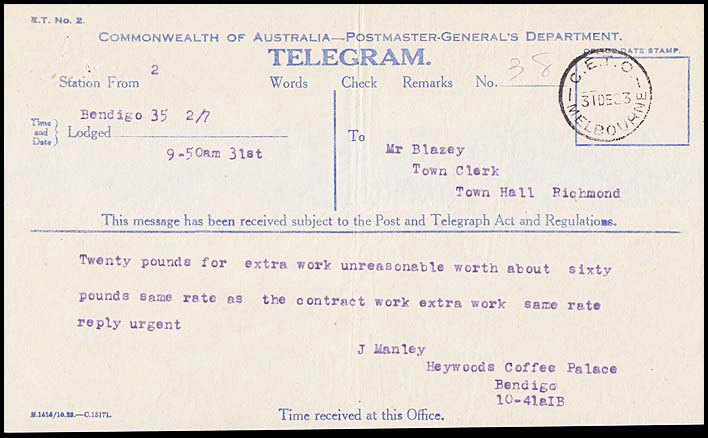 E.T. No. 2.
COMMONWEALTH OF AUSTRALIA—POSTMASTER-GENERAL'S DEPARTMENT.
TELEGRAM.
OFFICE DATE STAMP.
Station From 2 Words Check Remarks No. 38
C.E.T.O
31DE23
MELBOURNE
Bendigo 35 2/7
Time and Date} Lodged
9-50am 31st
To
Mr Blazey
Town Clerk
Town Hall Richmond
This message has been received subject to the Post and Telegraph Act and Regulations.
Twenty pounds for extra work unreasonable worth about sixty
pounds same rate as the contract work extra work same rate
reply urgent
J Manley
Heywoods Coffee Palace
Bendigo
10-41aIB
M.1416/10.23.—C.15171.
Time received at this Office.